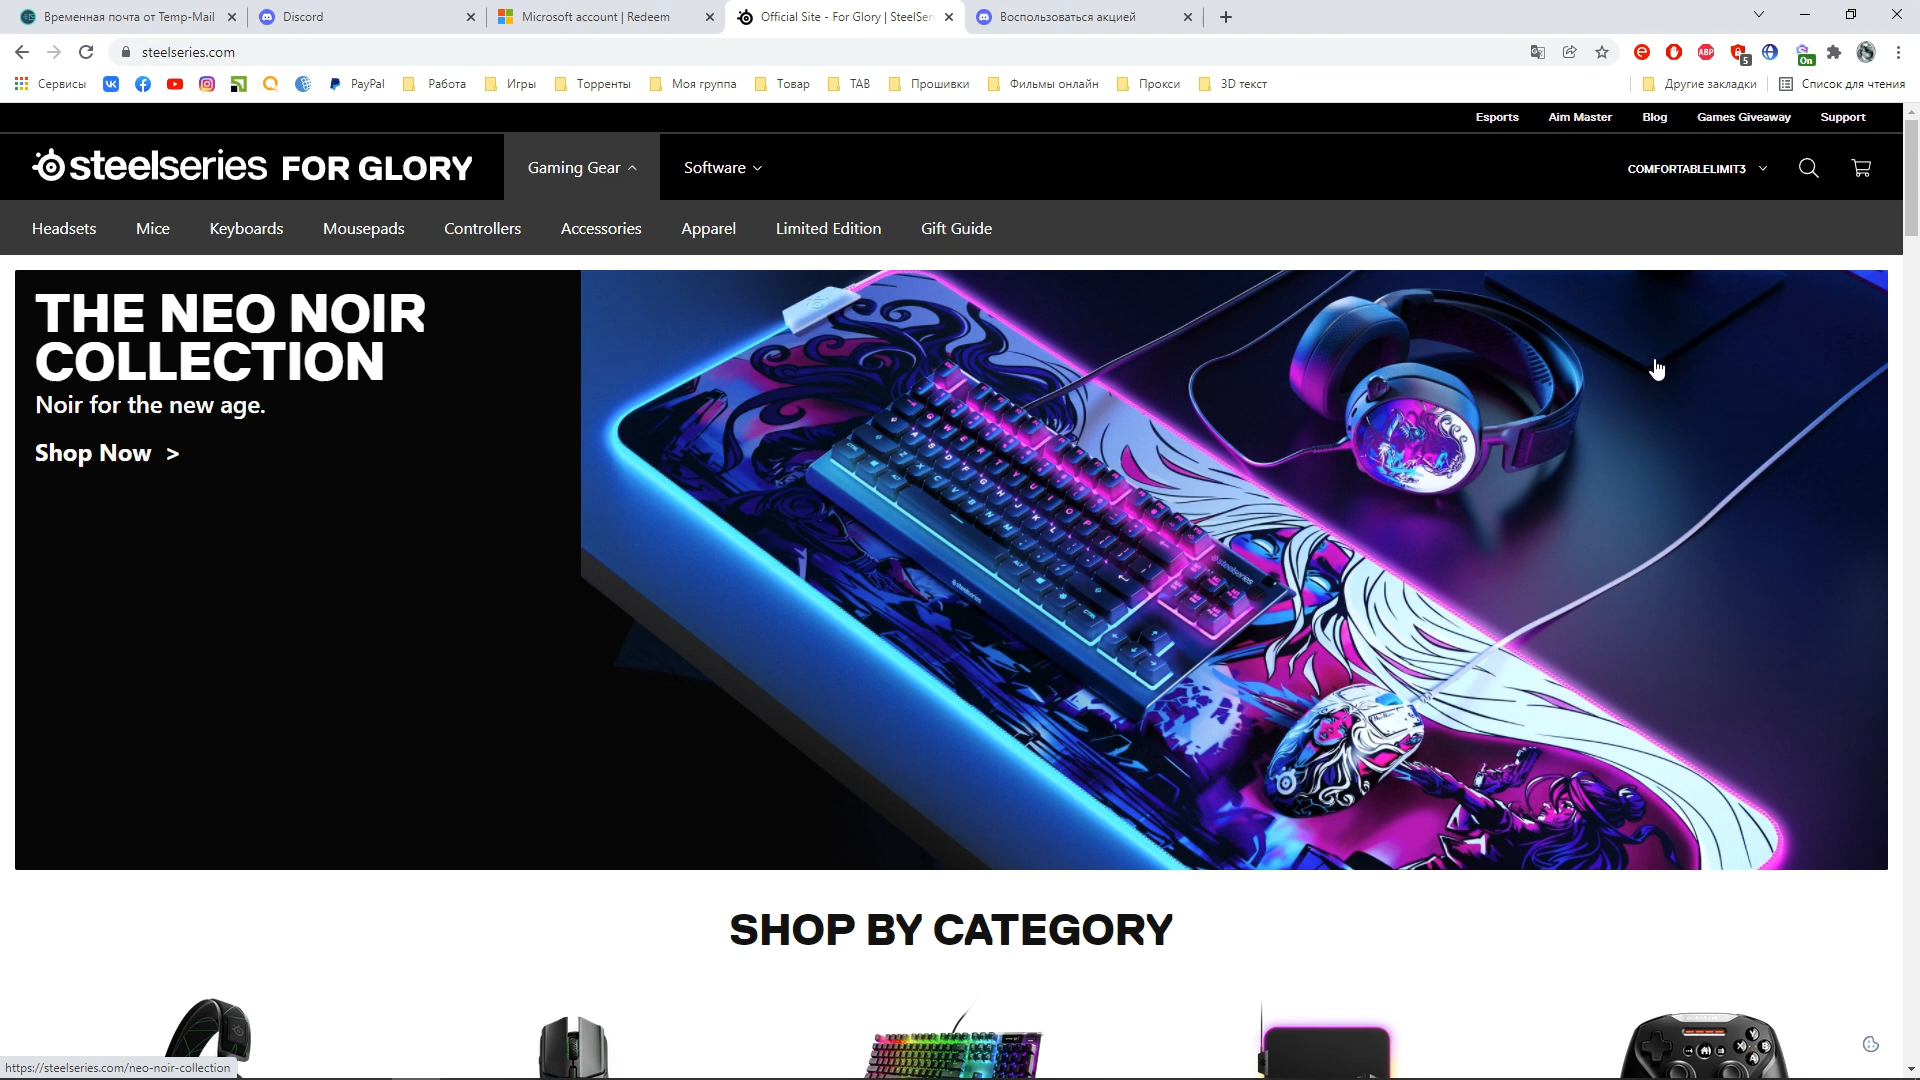 Временная почта от Temp-Mail
Discord
Microsoft account | Redeem
Official Site - For Glory | SteelSeri
Воспользоваться акцией
steelseries.com
5
On
Сервисы
PayPal
Работа
Игры
Торренты
Моя группа
Товар
ТАВ
Прошивки
Фильмы онлайн
Прокси
3D текст
Другие закладки
Список для чтения
Esports
Aim Master
Blog
Games Giveaway
Support
steelseries FOR GLORY
Gaming Gear
Software
COMFORTABLELIMIT3
Headsets
Mice
Keyboards
Mousepads
Controllers
Accessories
Apparel
Limited Edition
Gift Guide
THE NEO NOIR
COLLECTION
Noir for the new age.
Shop Now >
SHOP BY CATEGORY
https://steelseries.com/neo-noir-collection